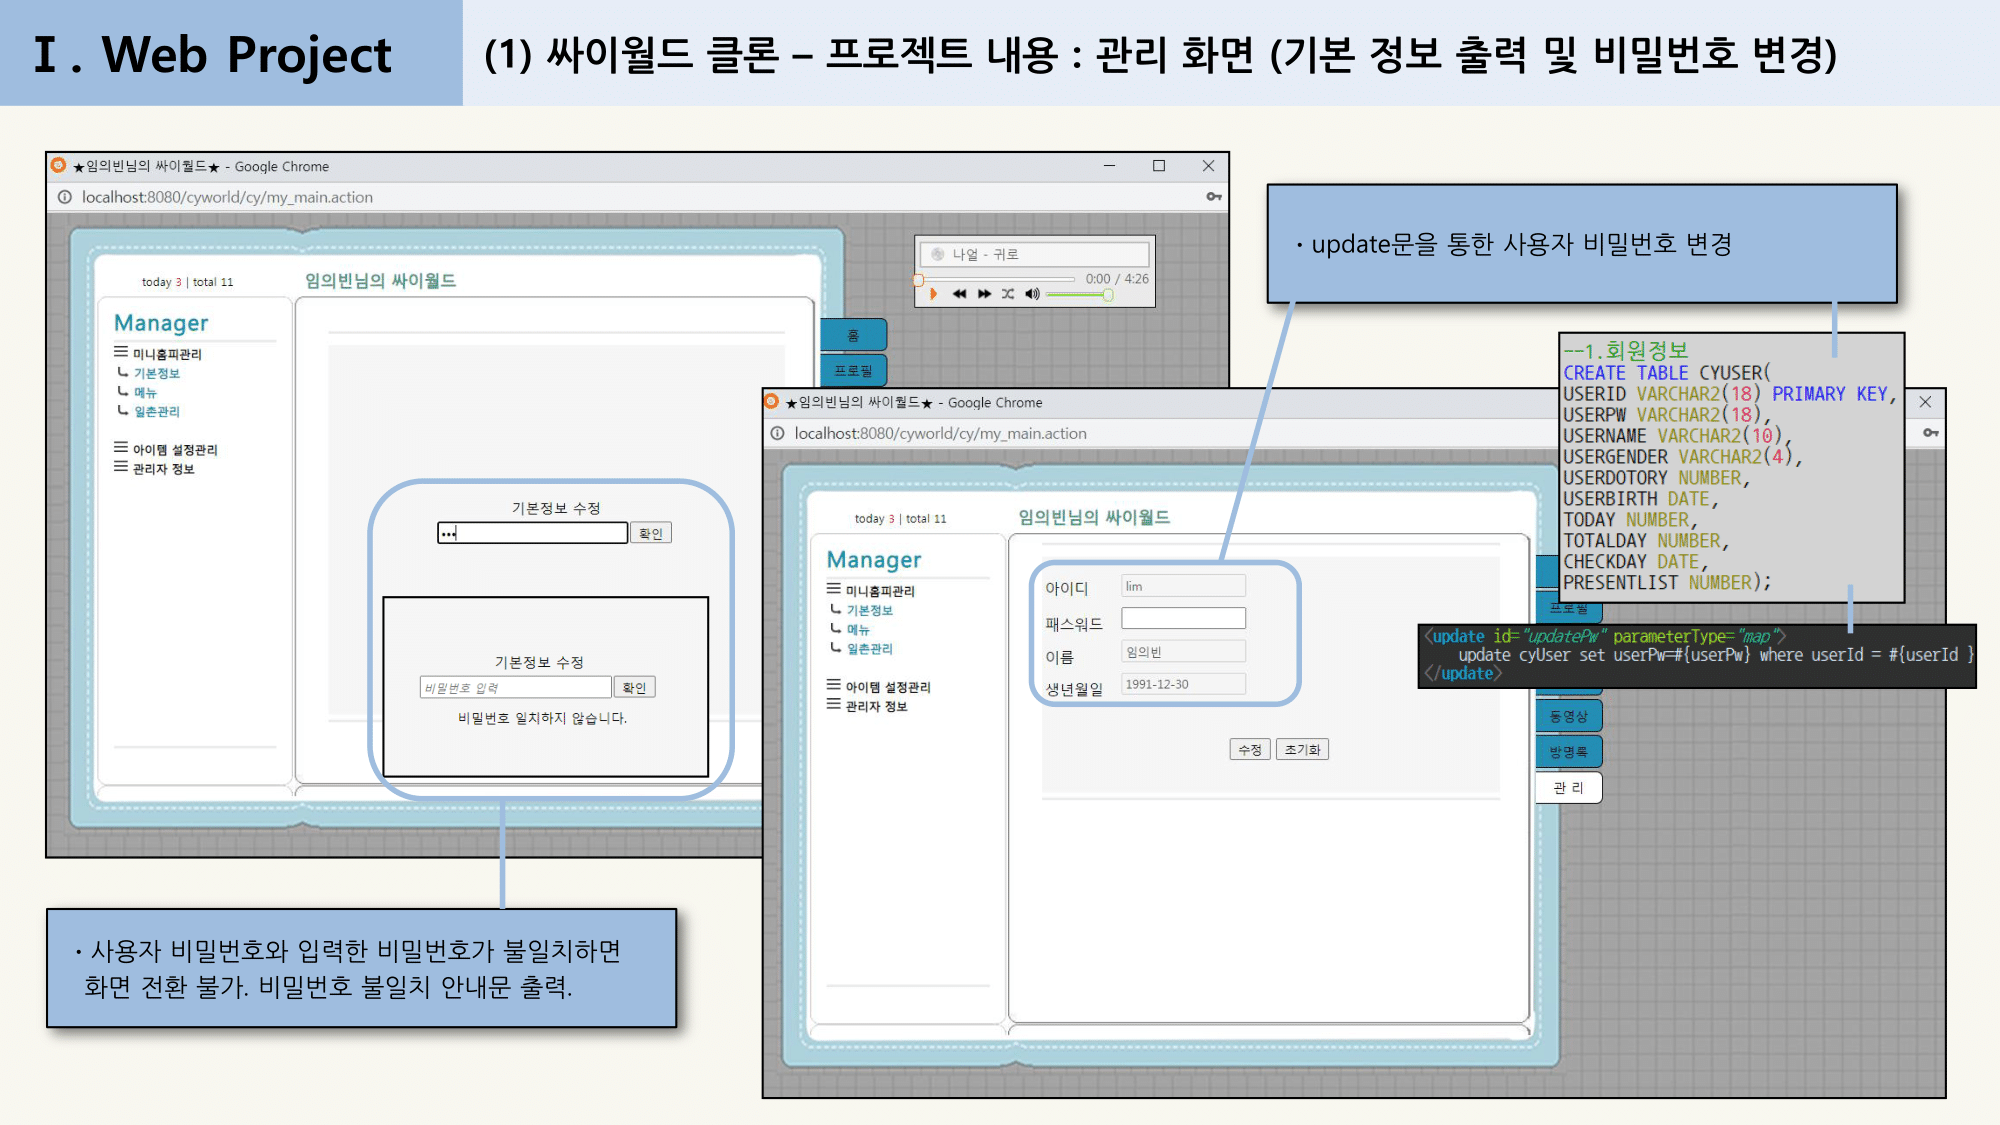 Ⅰ. Web Project
(1) 싸이월드 클론 – 프로젝트 내용 : 관리 화면 (기본 정보 출력 및 비밀번호 변경)
★임의빈님의 싸이월드★ - Google Chrome
localhost:8080/cyworld/cy/my_main.action
today 3 | total 11
임의빈님의 싸이월드
나얼 - 귀로
0:00 / 4:26
Manager
미니홈피관리
기본정보
메뉴
일촌관리
아이템 설정관리
관리자 정보
홈
프로필
기본정보 수정
확인
기본정보 수정
비밀번호 입력
확인
비밀번호 일치하지 않습니다.
· 사용자 비밀번호와 입력한 비밀번호가 불일치하면
화면 전환 불가. 비밀번호 불일치 안내문 출력.
· update문을 통한 사용자 비밀번호 변경
★임의빈님의 싸이월드★ - Google Chrome
localhost:8080/cyworld/cy/my_main.action
today 3 | total 11
임의빈님의 싸이월드
Manager
미니홈피관리
기본정보
메뉴
일촌관리
아이템 설정관리
관리자 정보
아이디 lim
패스워드
이름 임의빈
생년월일 1991-12-30
수정 초기화
프로필
동영상
방명록
관 리
--1.회원정보
CREATE TABLE CYUSER(
USERID VARCHAR2(18) PRIMARY KEY,
USERPW VARCHAR2(18),
USERNAME VARCHAR2(10),
USERGENDER VARCHAR2(4),
USERDOTORY NUMBER,
USERBIRTH DATE,
TODAY NUMBER,
TOTALDAY NUMBER,
CHECKDAY DATE,
PRESENTLIST NUMBER);
<update id="updatePw" parameterType="map">
update cyUser set userPw=#{userPw} where userId = #{userId }
</update>